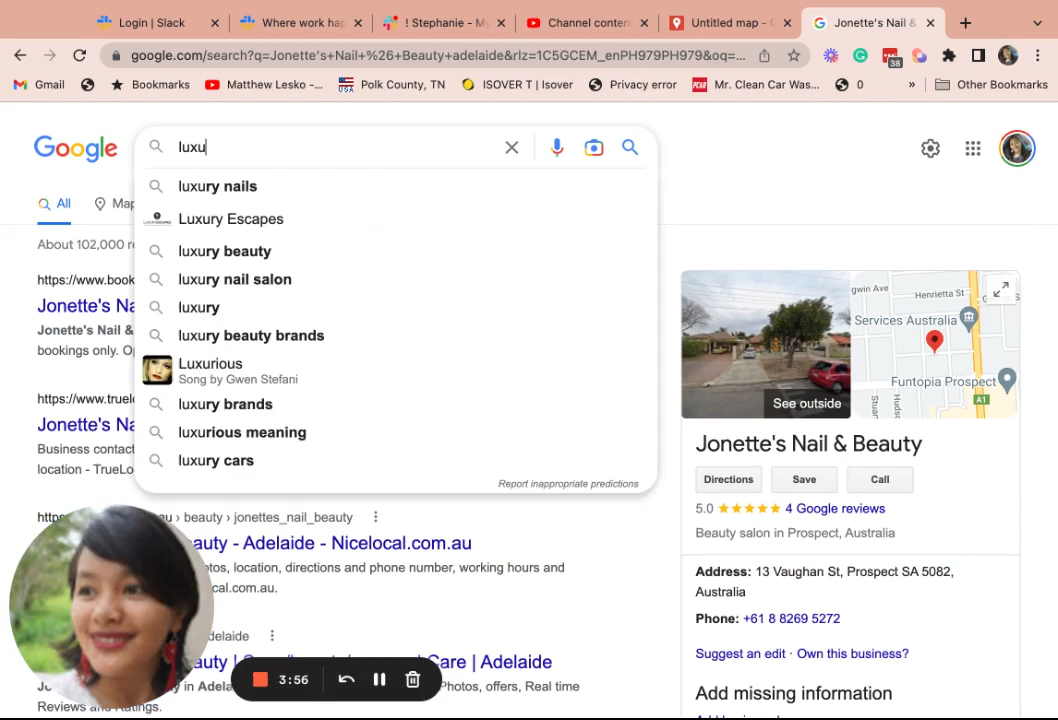 Login | Slack
Where work hap
! Stephanie - My
Channel conten
Untitled map - G
Jonette's Nail &
google.com/search?q=Jonette's+Nail+%26+Beauty+adelaide&rlz=1C5GCEM_enPH979PH979&oq=...
38
Gmail
Bookmarks
Matthew Lesko -...
Polk County, TN
ISOVER T | Isover
Privacy error
Mr. Clean Car Was...
0
»
Other Bookmarks
Google
luxu
luxury nails
Luxury Escapes
luxury beauty
luxury nail salon
luxury
luxury beauty brands
Luxurious
Song by Gwen Stefani
luxury brands
luxurious meaning
luxury cars
Report inappropriate predictions
All
Map
About 102,000 re
https://www.book
Jonette's Na
Jonette's Nail &
bookings only. Op
https://www.truelo
Jonette's Na
Business contact
location - TrueLo
https
au › beauty › jonettes_nail_beauty
auty - Adelaide - Nicelocal.com.au
otos, location, directions and phone number, working hours and
cal.com.au.
delaide
Care | Adelaide
in Adela
Photos, offers, Real time
Reviews and Ratings.
3:56
gwin Ave
Henrietta St
Services Australia
Funtopia Prospect
A1
See outside
Jonette's Nail & Beauty
Directions
Save
Call
5.0
4 Google reviews
Beauty salon in Prospect, Australia
Address: 13 Vaughan St, Prospect SA 5082,
Australia
Phone: +61 8 8269 5272
Suggest an edit · Own this business?
Add missing information